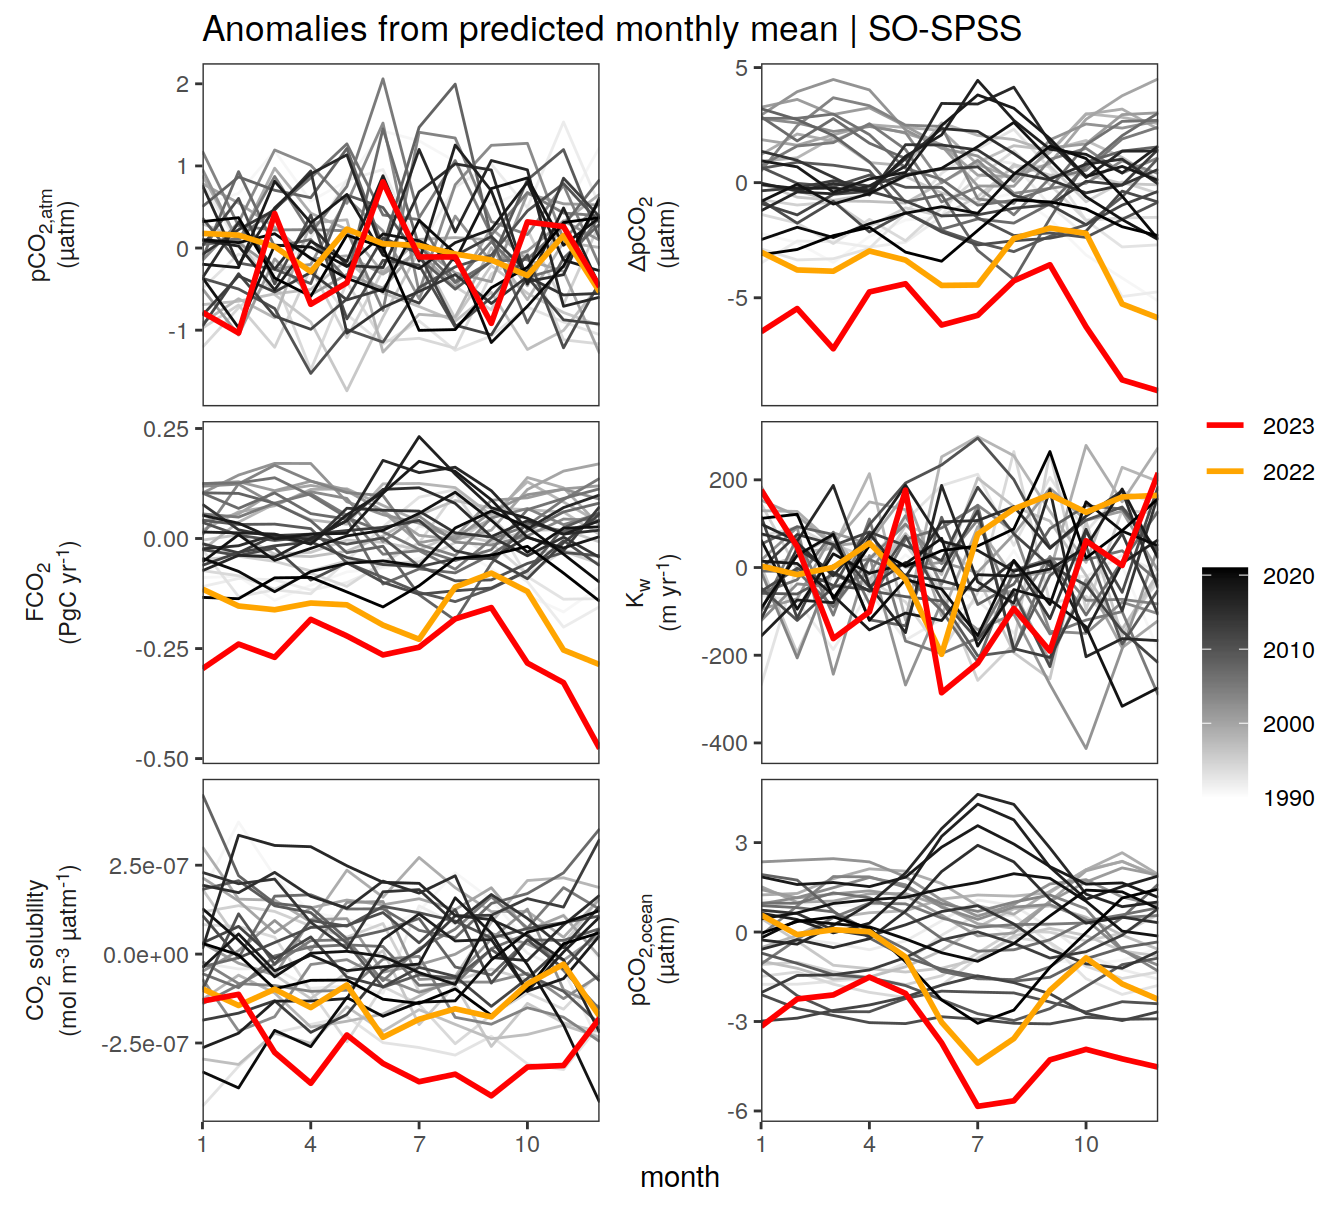 Anomalies from predicted monthly mean | SO-SPSS
pCO2,atm
(µatm)
2
1
0
-1
ΔpCO2
(µatm)
5
0
-5
FCO2
(PgC yr-1)
0.25
0.00
-0.25
-0.50
Kw
(m yr-1)
200
0
-200
-400
CO2 solubility
(mol m-3 µatm-1)
2.5e-07
0.0e+00
-2.5e-07
1
4
7
10
pCO2,ocean
(µatm)
3
0
-3
-6
1
4
7
10
month
2023
2022
2020
2010
2000
1990